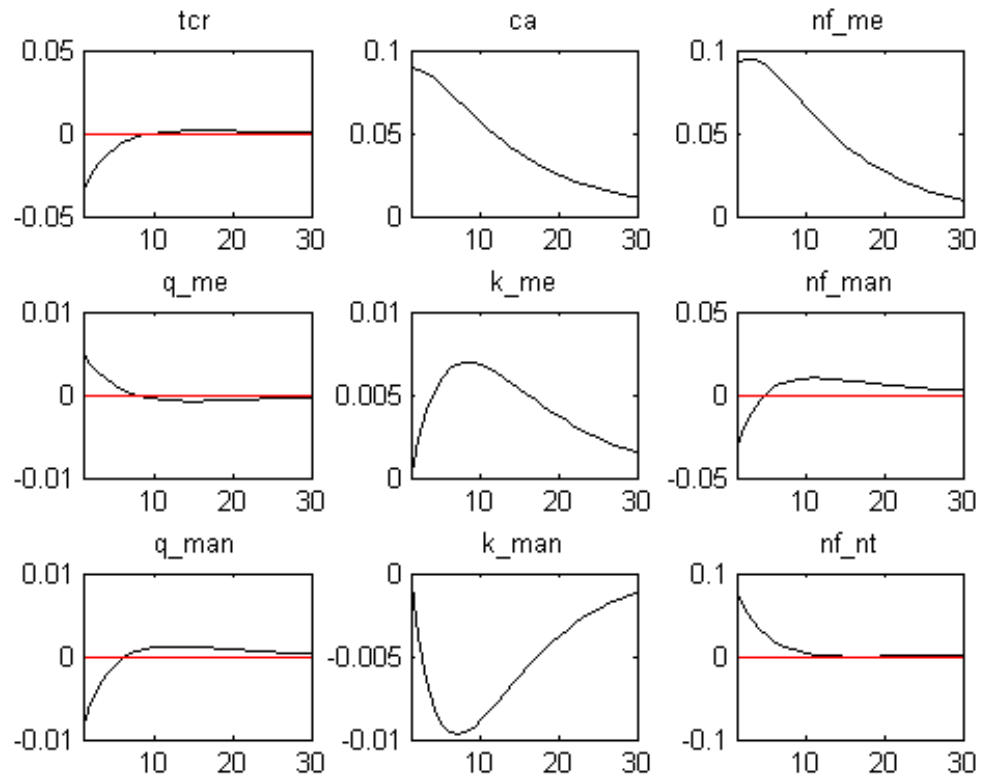 tcr ca nf_me
0.05 0.1 0.1
0 0.05 0.05
-0.05 0 0
10 20 30 10 20 30 10 20 30
q_me k_me nf_man
0.01 0.01 0.05
0 0.005 0
-0.01 0 -0.05
10 20 30 10 20 30 10 20 30
q_man k_man nf_nt
0.01 0 0.1
0 -0.005 0
-0.01 -0.01 -0.1
10 20 30 10 20 30 10 20 30